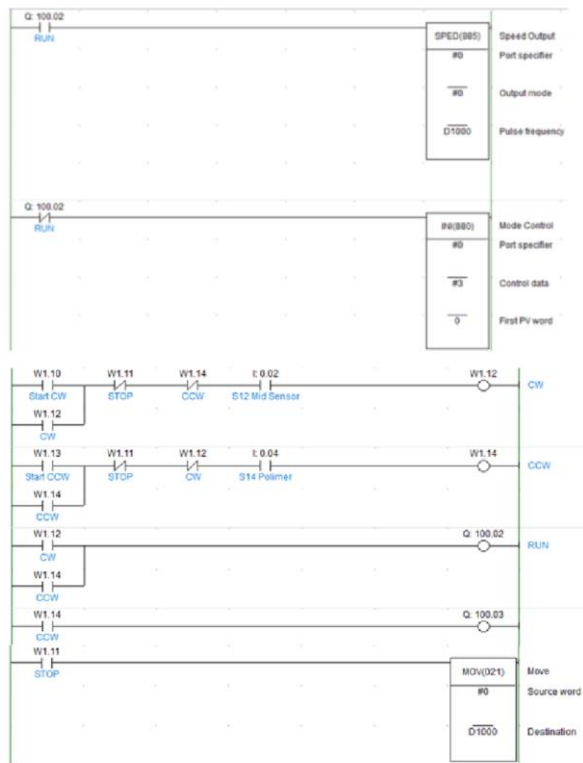 Q: 100.02
RUN
SPED(885) Speed Output
#0 Port specifier
#0 Output mode
D1000 Pulse frequency
Q: 100.02
RUN
INI(880) Mode Control
#0 Port specifier
#3 Control data
0 First PV word
W1.10 W1.11 W1.14 I: 0.02 W1.12
Start CW STOP CCW S12 Mid Sensor CW
W1.12
CW
W1.13 W1.11 W1.12 I: 0.04 W1.14
Start CCW STOP CW S14 Polimer CCW
W1.14
CCW
W1.12 Q: 100.02
CW RUN
W1.14
CCW
W1.14 Q: 100.03
CCW
W1.11
STOP
MOV(021) Move
#0 Source word
D1000 Destination